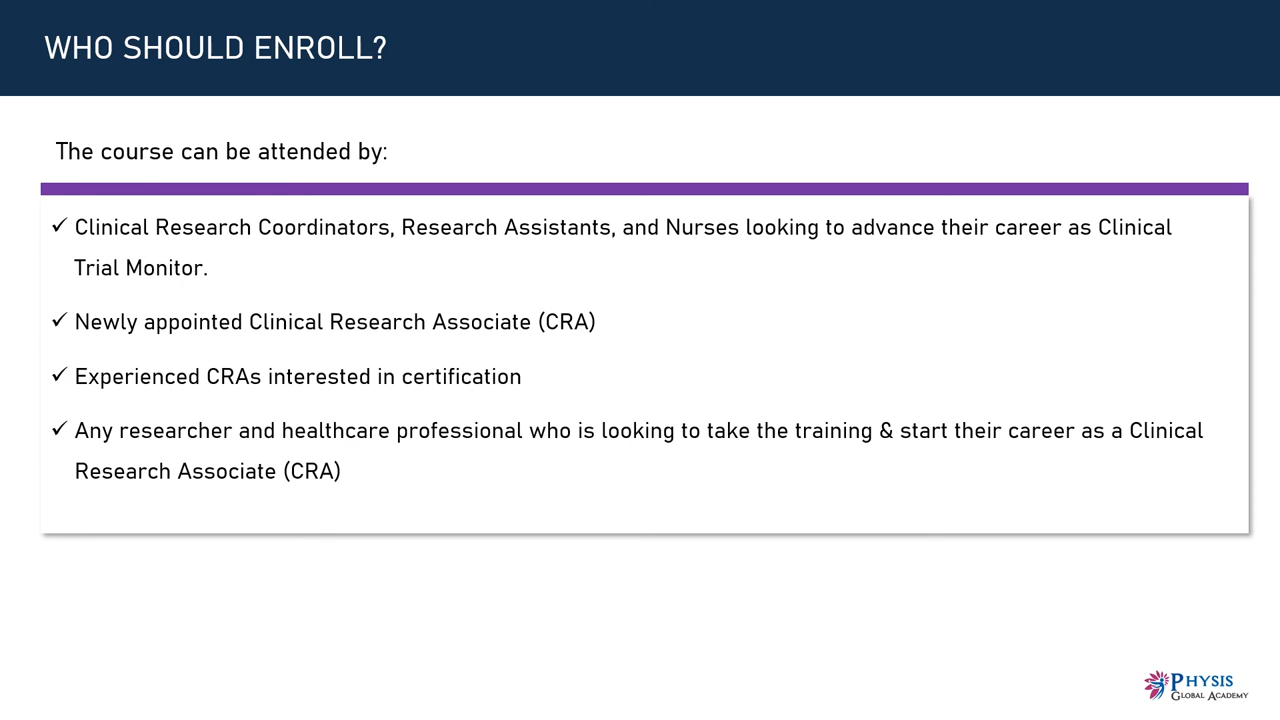 WHO SHOULD ENROLL?
The course can be attended by:
✓ Clinical Research Coordinators, Research Assistants, and Nurses looking to advance their career as Clinical
Trial Monitor.
✓ Newly appointed Clinical Research Associate (CRA)
✓ Experienced CRAs interested in certification
✓ Any researcher and healthcare professional who is looking to take the training & start their career as a Clinical
Research Associate (CRA)
PHYSIS
GLOBAL ACADEMY